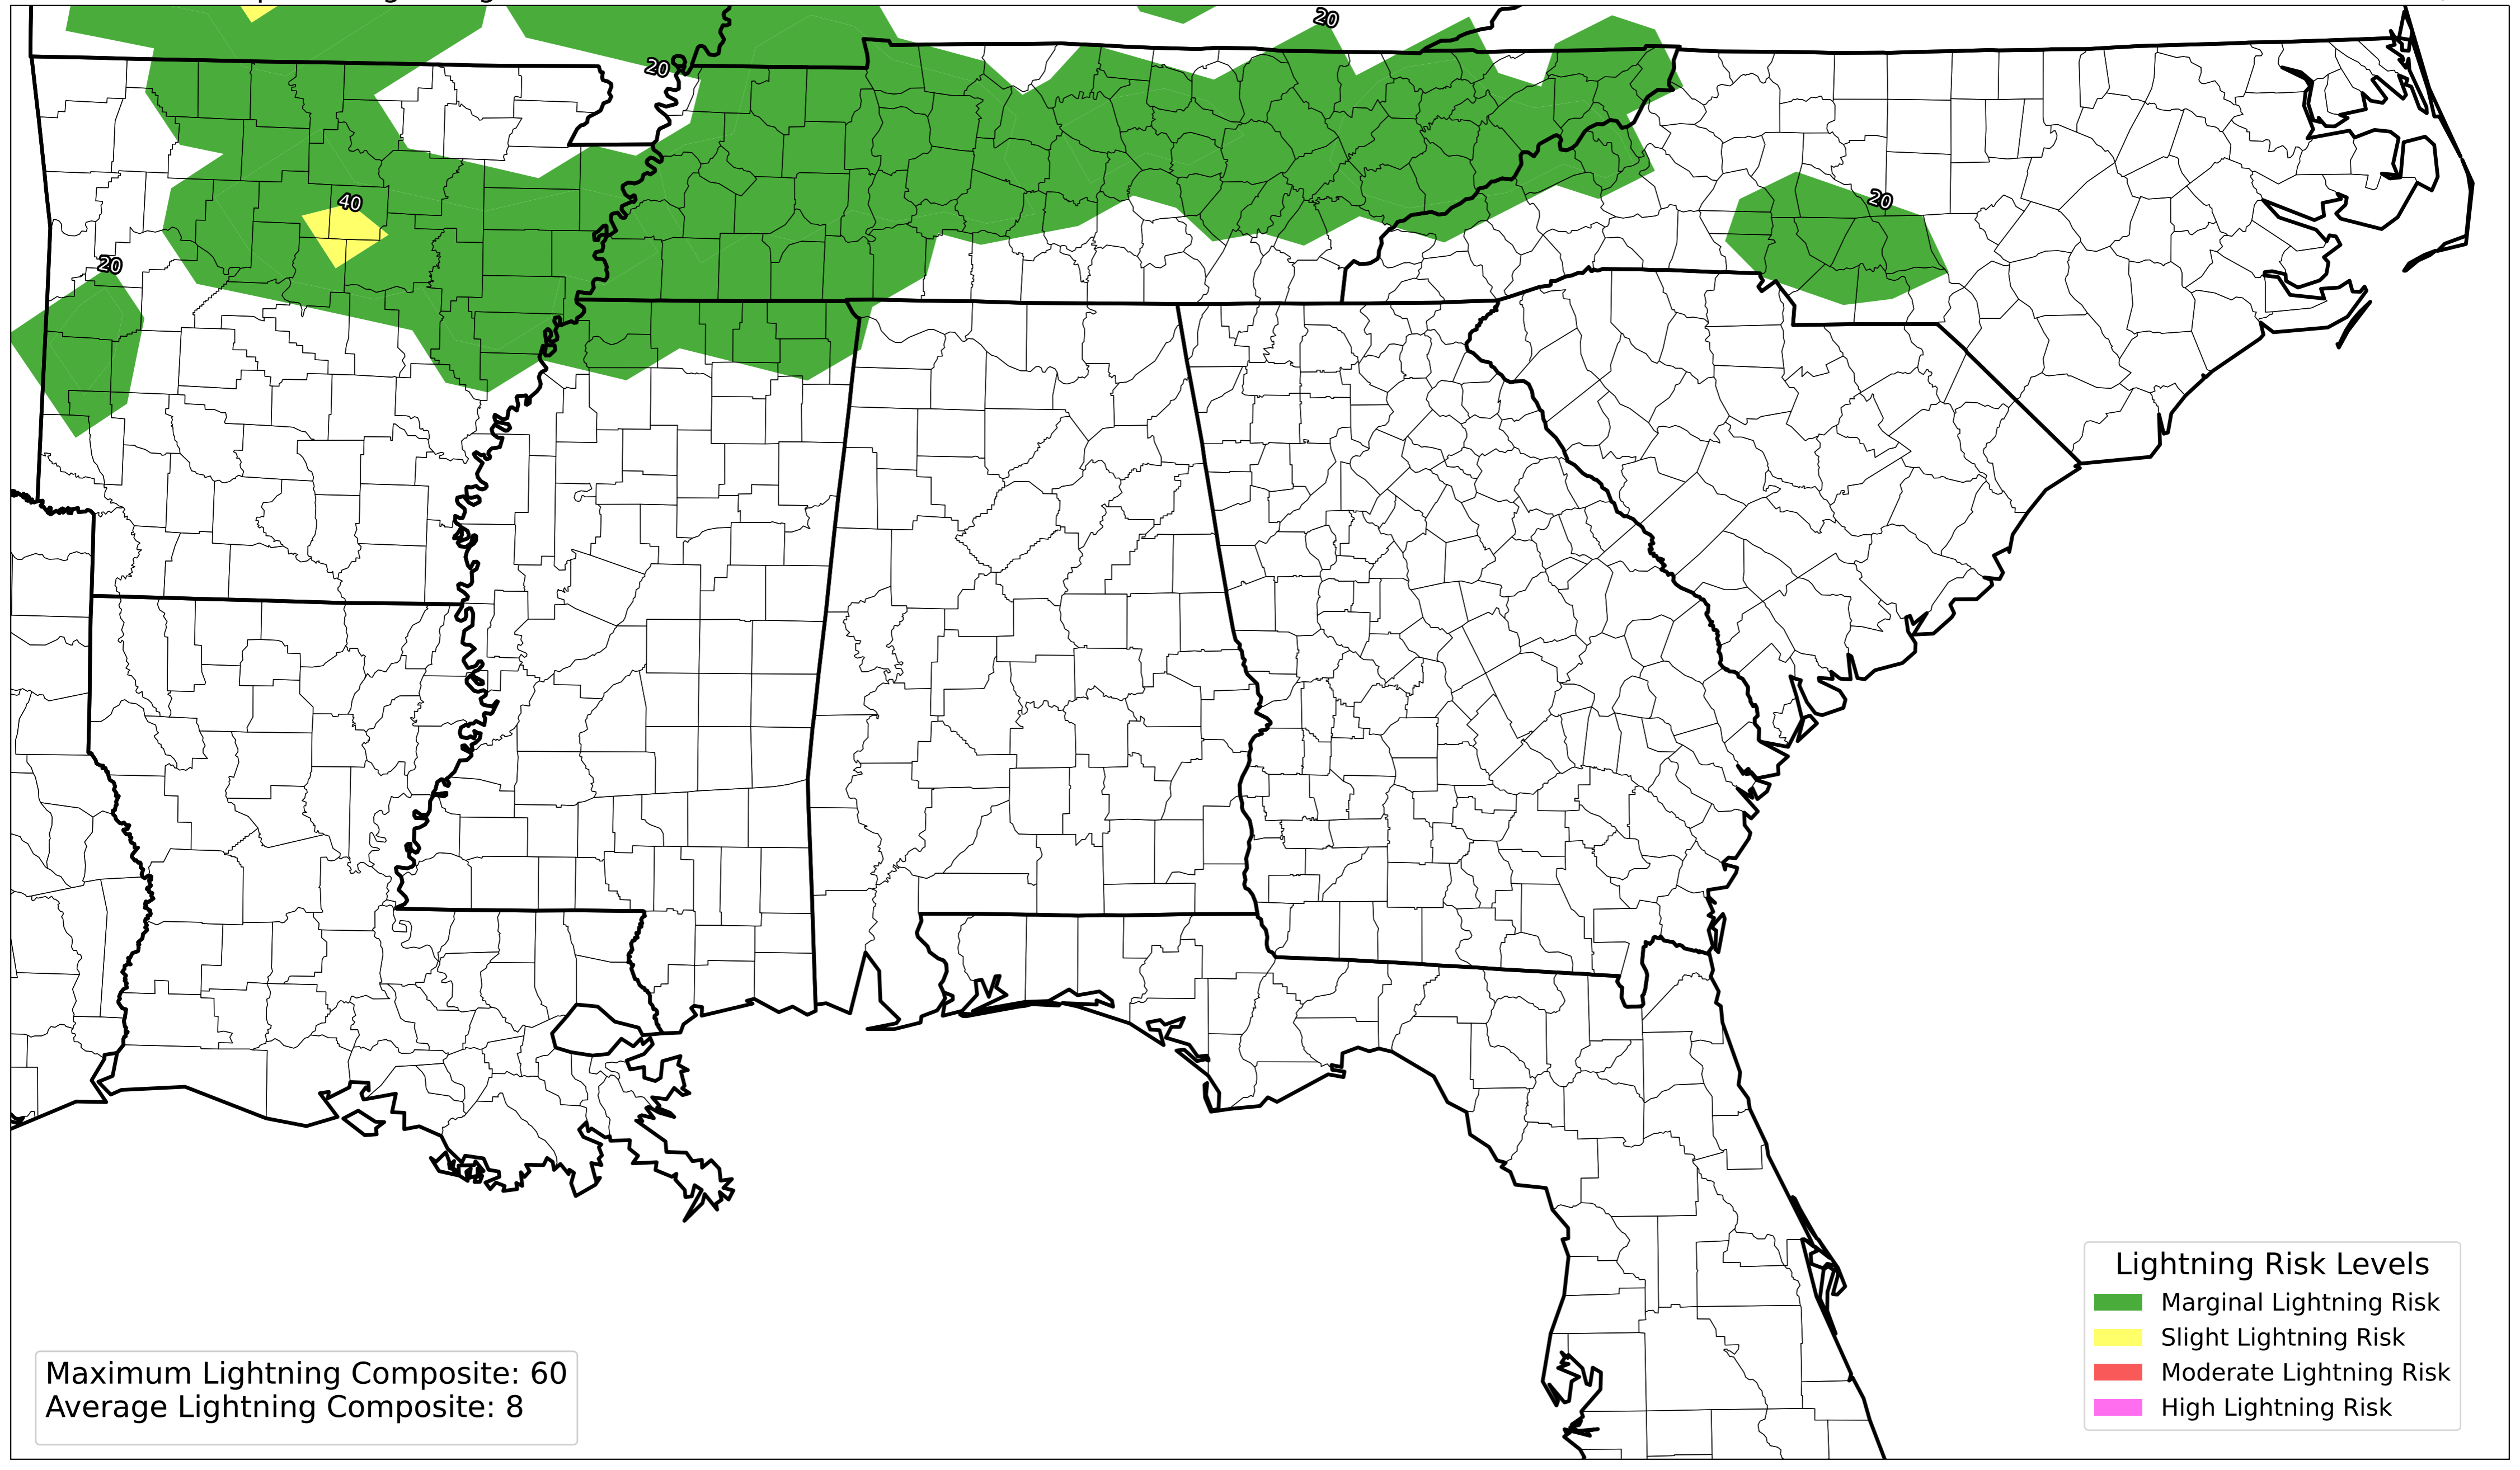 20
20
20
40
20
Lightning Risk Levels
Marginal Lightning Risk
Slight Lightning Risk
Moderate Lightning Risk
High Lightning Risk
Maximum Lightning Composite: 60
Average Lightning Composite: 8